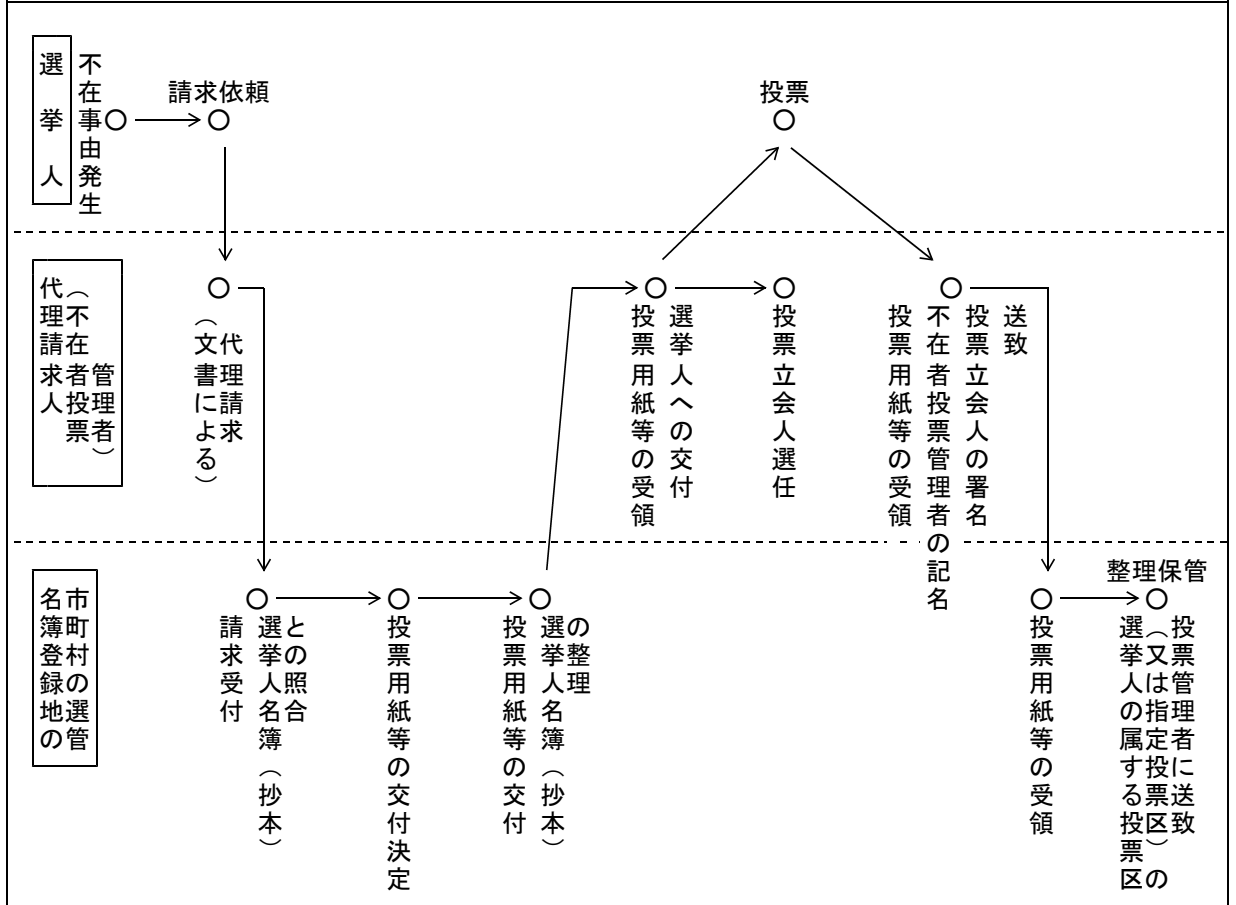 選挙人
不在事由発生
請求依頼
投票
代理請求人
（不在者投票
管理者）
代理請求
（文書による）
投票用紙等の受領
選挙人への交付
投票立会人選任
投票用紙等の受領
不在者投票管理者の記名
投票立会人の署名
送致
名簿登録地の
市町村の選管
請求受付
選挙人名簿（抄本）
との照合
投票用紙等の交付決定
投票用紙等の交付
選挙人名簿（抄本）
の整理
投票用紙等の受領
整理保管
選挙人の属する投票区
（又は指定投票区）の
投票管理者に送致